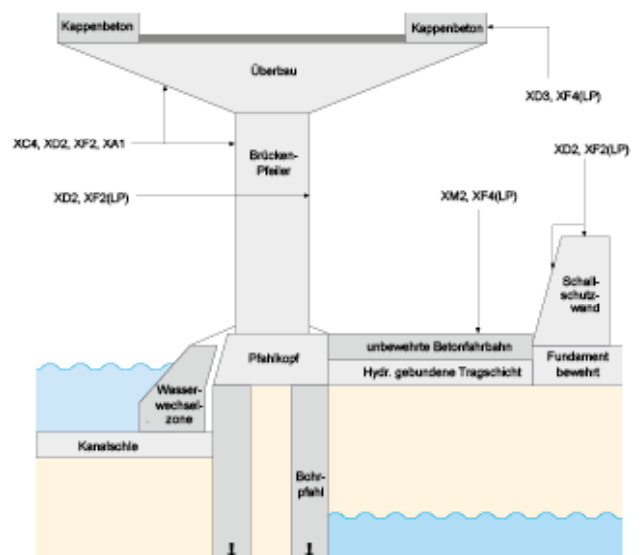 Kappenbeton
Kappenbeton
Überbau
XD3, XF4(LP)
XC4, XD2, XF2, XA1
Brücken-
Pfeiler
XD2, XF2(LP)
XD2, XF2(LP)
XM2, XF4(LP)
Schall-
schutz-
wand
unbewehrte Betonfahrbahn
Pfahlkopf
Fundament
bewehrt
Hydr. gebundene Tragschicht
Wasser-
wechsel-
zone
Kanalschle
Bohr-
pfahl